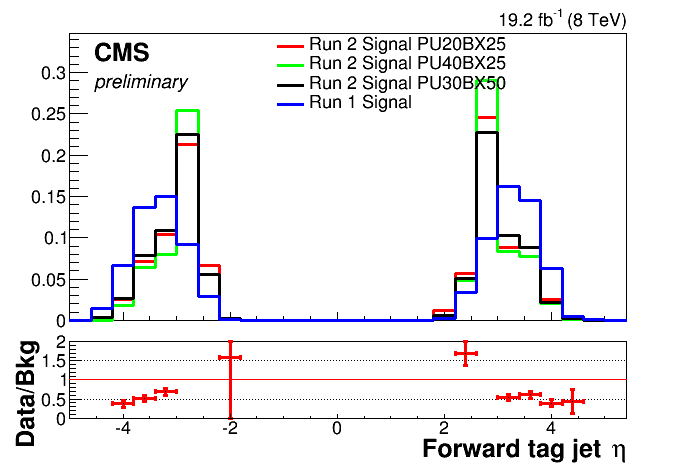 19.2 fb-1 (8 TeV)
CMS
preliminary
Run 2 Signal PU20BX25
Run 2 Signal PU40BX25
Run 2 Signal PU30BX50
Run 1 Signal
0.3
0.25
0.2
0.15
0.1
0.05
0
Data/Bkg
2
1.5
1
0.5
0
-4 -2 0 2 4
Forward tag jet η